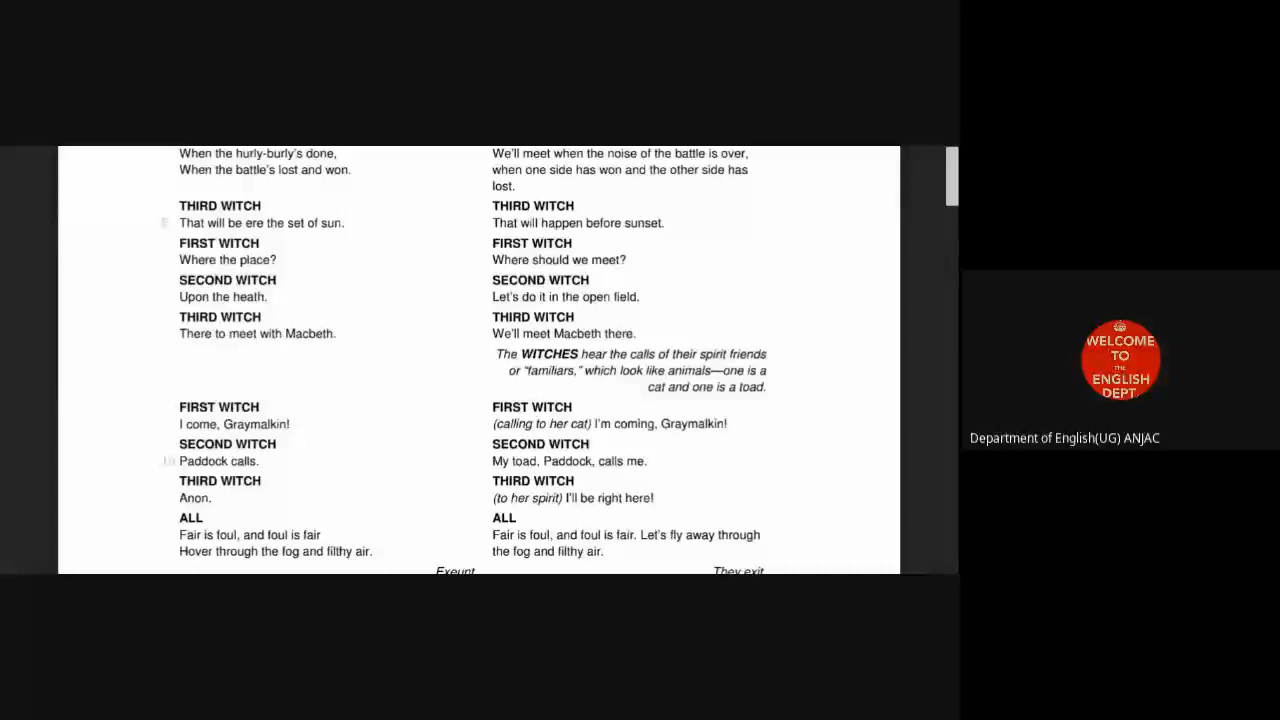 When the hurly-burly's done,
When the battle's lost and won.
THIRD WITCH
5 That will be ere the set of sun.
FIRST WITCH
Where the place?
SECOND WITCH
Upon the heath.
THIRD WITCH
There to meet with Macbeth.
FIRST WITCH
I come, Graymalkin!
SECOND WITCH
10 Paddock calls.
THIRD WITCH
Anon.
ALL
Fair is foul, and foul is fair
Hover through the fog and filthy air.
Exeunt
We'll meet when the noise of the battle is over,
when one side has won and the other side has
lost.
THIRD WITCH
That will happen before sunset.
FIRST WITCH
Where should we meet?
SECOND WITCH
Let's do it in the open field.
THIRD WITCH
We'll meet Macbeth there.
The WITCHES hear the calls of their spirit friends
or “familiars,” which look like animals—one is a
cat and one is a toad.
FIRST WITCH
(calling to her cat) I'm coming, Graymalkin!
SECOND WITCH
My toad, Paddock, calls me.
THIRD WITCH
(to her spirit) I'll be right here!
ALL
Fair is foul, and foul is fair. Let's fly away through
the fog and filthy air.
They exit
WELCOME
TO
THE
ENGLISH
DEPT.
Department of English(UG) ANJAC